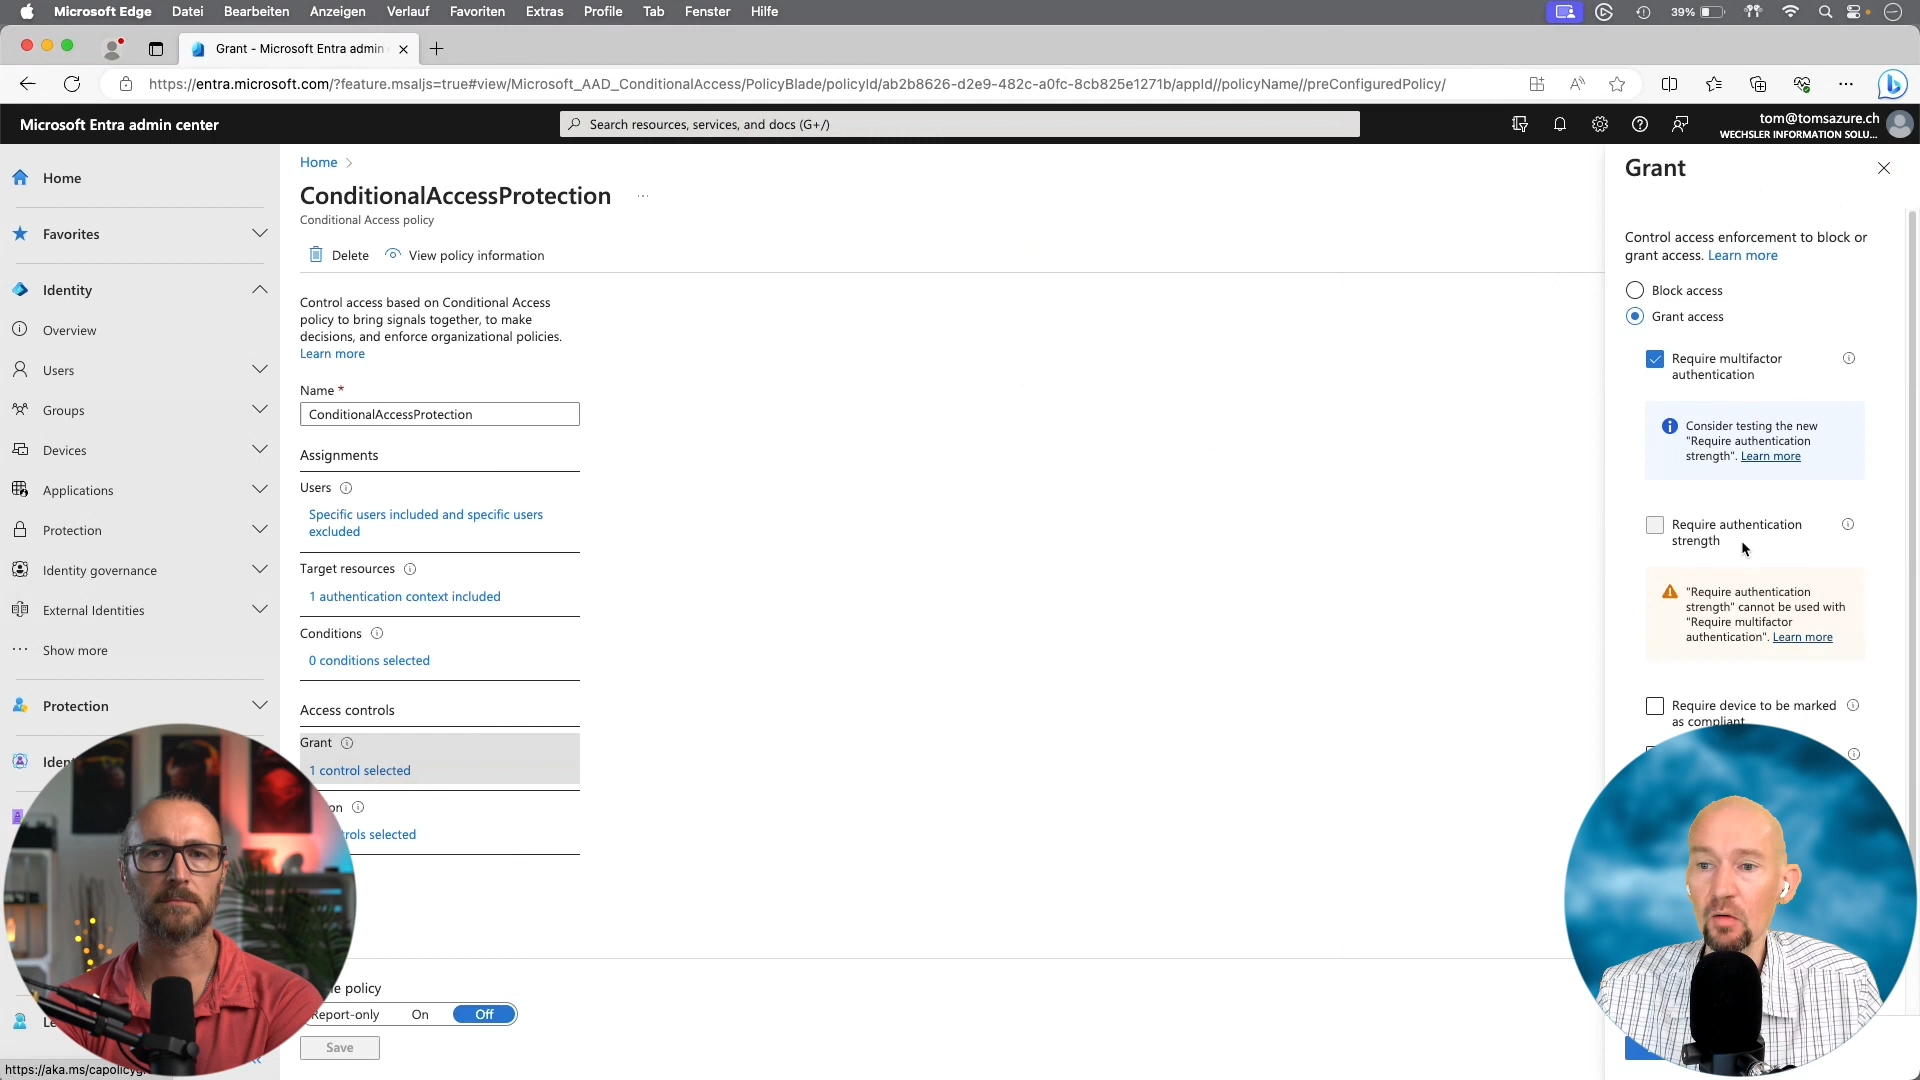 Microsoft Edge Datei Bearbeiten Anzeigen Verlauf Favoriten Extras Profile Tab Fenster Hilfe 39%
Grant - Microsoft Entra admin
https://entra.microsoft.com/?feature.msaljs=true#view/Microsoft_AAD_ConditionalAccess/PolicyBlade/policyId/ab2b8626-d2e9-482c-a0fc-8cb825e1271b/appId//policyName//preConfiguredPolicy/
Microsoft Entra admin center
Search resources, services, and docs (G+/)
tom@tomsazure.ch
WECHSLER INFORMATION SOLU...
Home
Favorites
Identity
Overview
Users
Groups
Devices
Applications
Protection
Identity governance
External Identities
Show more
Protection
Home >
ConditionalAccessProtection ...
Conditional Access policy
Delete View policy information
Control access based on Conditional Access
policy to bring signals together, to make
decisions, and enforce organizational policies.
Learn more
Name *
ConditionalAccessProtection
Assignments
Users
Specific users included and specific users
excluded
Target resources
1 authentication context included
Conditions
0 conditions selected
Access controls
Grant
1 control selected
selected
policy
Report-only On Off
Save
Grant
Control access enforcement to block or
grant access. Learn more
Block access
Grant access
Require multifactor
authentication
Consider testing the new
"Require authentication
strength". Learn more
Require authentication
strength
"Require authentication
strength" cannot be used with
"Require multifactor
authentication". Learn more
Require device to be marked
as compliant